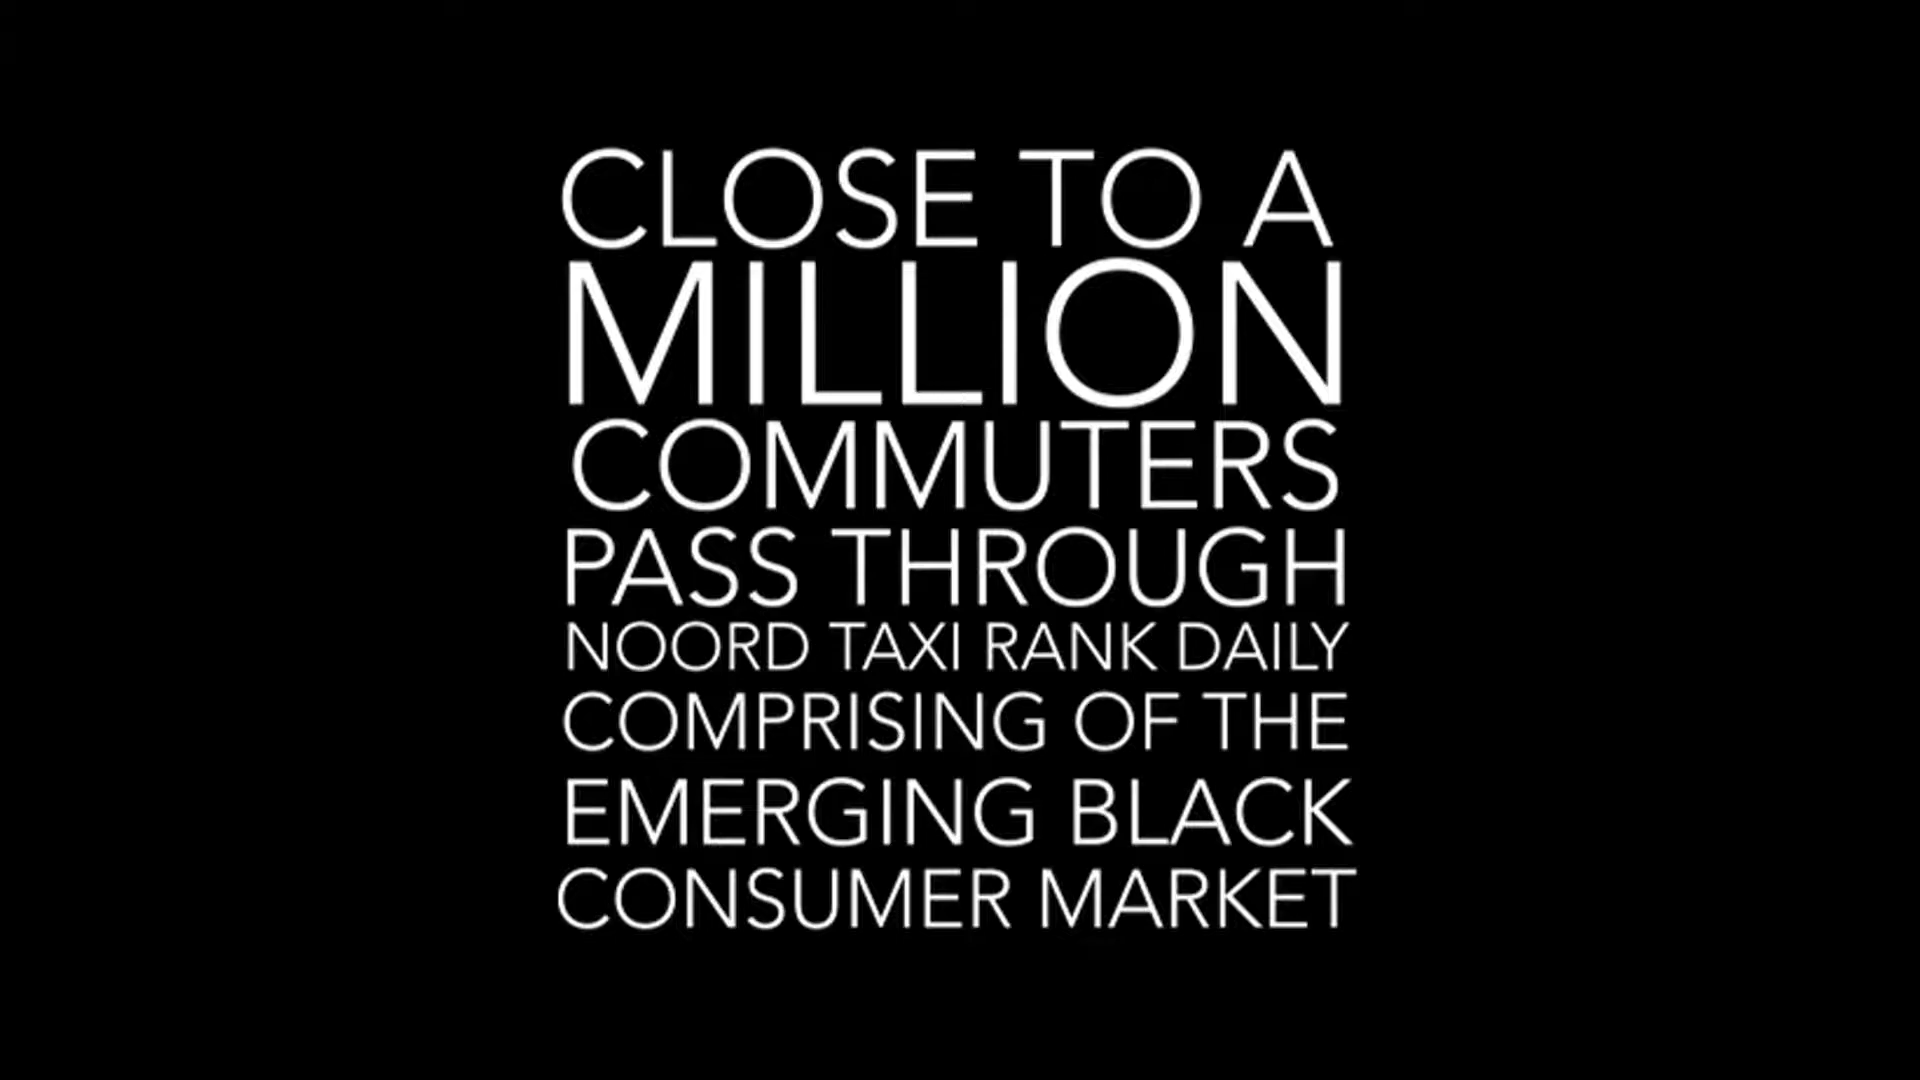 CLOSE TO A
MILLION
COMMUTERS
PASS THROUGH
NOORD TAXI RANK DAILY
COMPRISING OF THE
EMERGING BLACK
CONSUMER MARKET